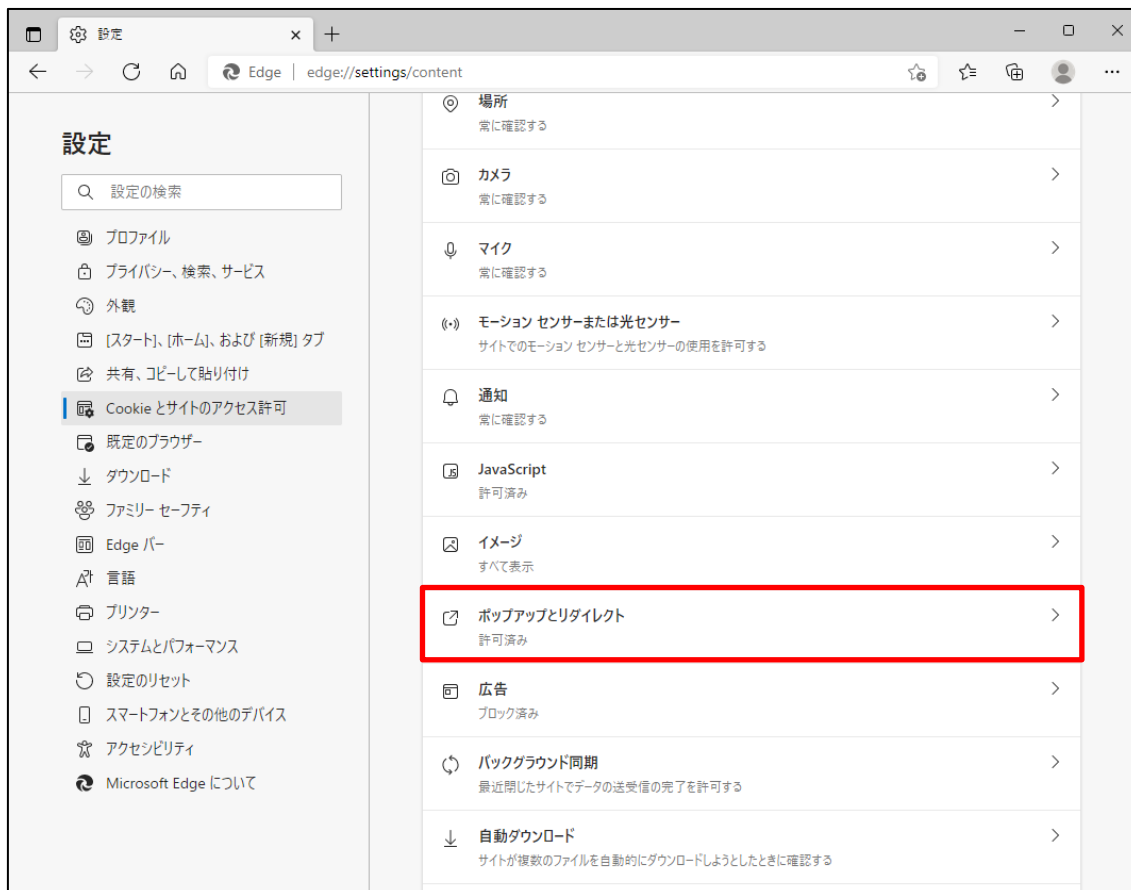 設定
Edge
edge://settings/content
設定
設定の検索
プロファイル
プライバシー、検索、サービス
外観
[スタート]、[ホーム]、および [新規] タブ
共有、コピーして貼り付け
Cookie とサイトのアクセス許可
既定のブラウザー
ダウンロード
ファミリー セーフティ
Edge バー
言語
プリンター
システムとパフォーマンス
設定のリセット
スマートフォンとその他のデバイス
アクセシビリティ
Microsoft Edge について
場所
常に確認する
カメラ
常に確認する
マイク
常に確認する
モーション センサーまたは光センサー
サイトでのモーション センサーと光センサーの使用を許可する
通知
常に確認する
JavaScript
許可済み
イメージ
すべて表示
ポップアップとリダイレクト
許可済み
広告
ブロック済み
バックグラウンド同期
最近閉じたサイトでデータの送受信の完了を許可する
自動ダウンロード
サイトが複数のファイルを自動的にダウンロードしようとしたときに確認する